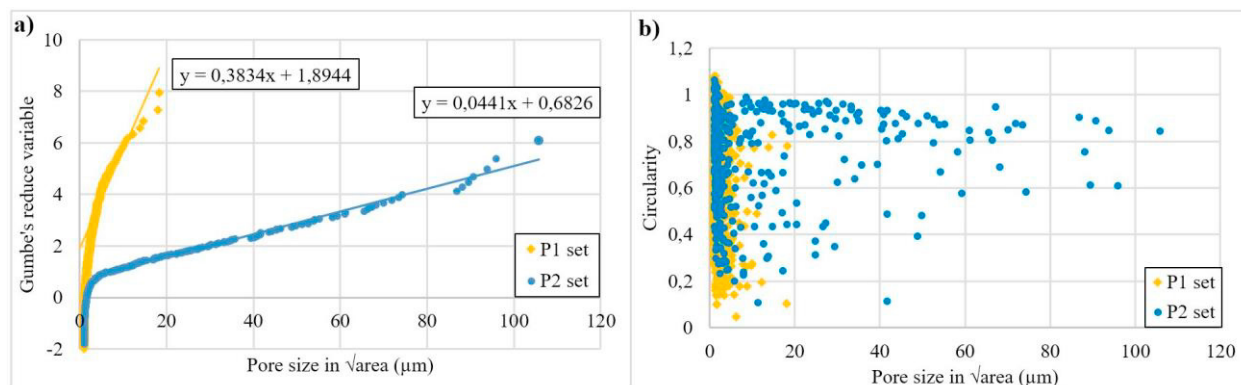 a)
Gumbe's reduce variable
10
8
6
4
2
0
-2
y = 0,3834x + 1,8944
y = 0,0441x + 0,6826
P1 set
P2 set
0 20 40 60 80 100 120
Pore size in √area (µm)
b)
Circularity
1,2
1
0,8
0,6
0,4
0,2
0
P1 set
P2 set
0 20 40 60 80 100 120
Pore size in √area (µm)